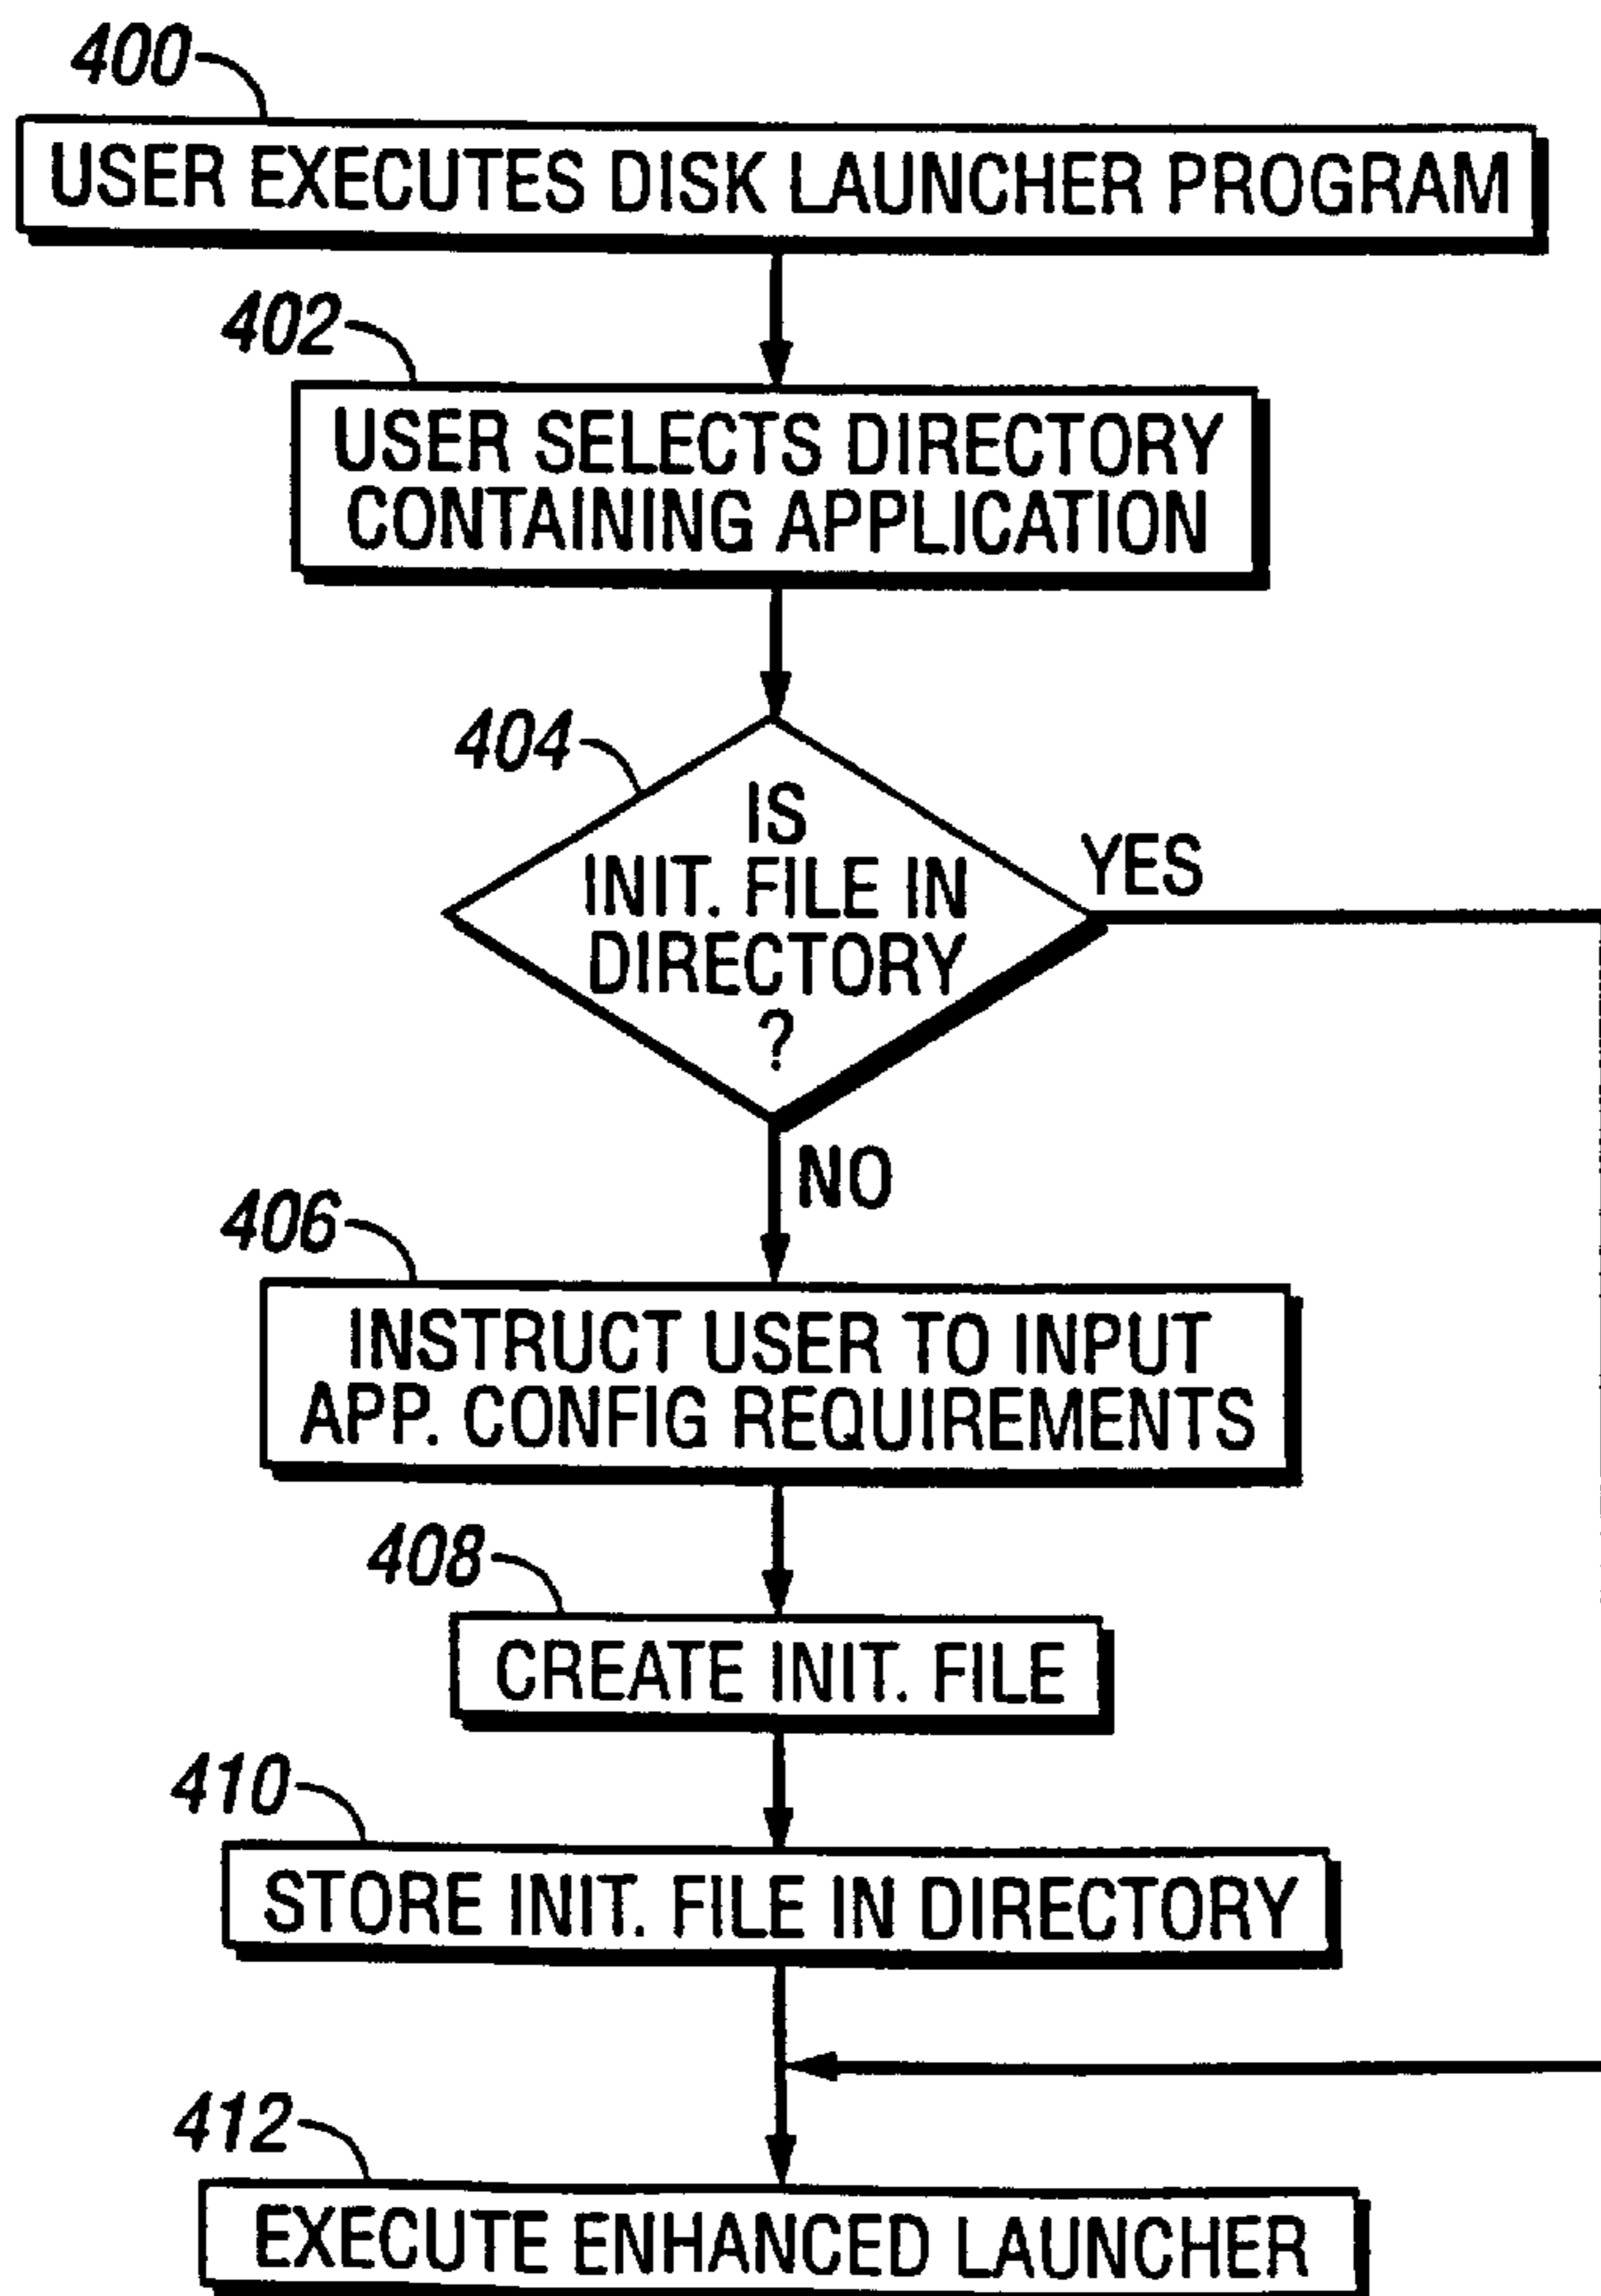 400
USER EXECUTES DISK LAUNCHER PROGRAM
402
USER SELECTS DIRECTORY
CONTAINING APPLICATION
404
IS
INIT. FILE IN
DIRECTORY
?
YES
NO
406
INSTRUCT USER TO INPUT
APP. CONFIG REQUIREMENTS
408
CREATE INIT. FILE
410
STORE INIT. FILE IN DIRECTORY
412
EXECUTE ENHANCED LAUNCHER